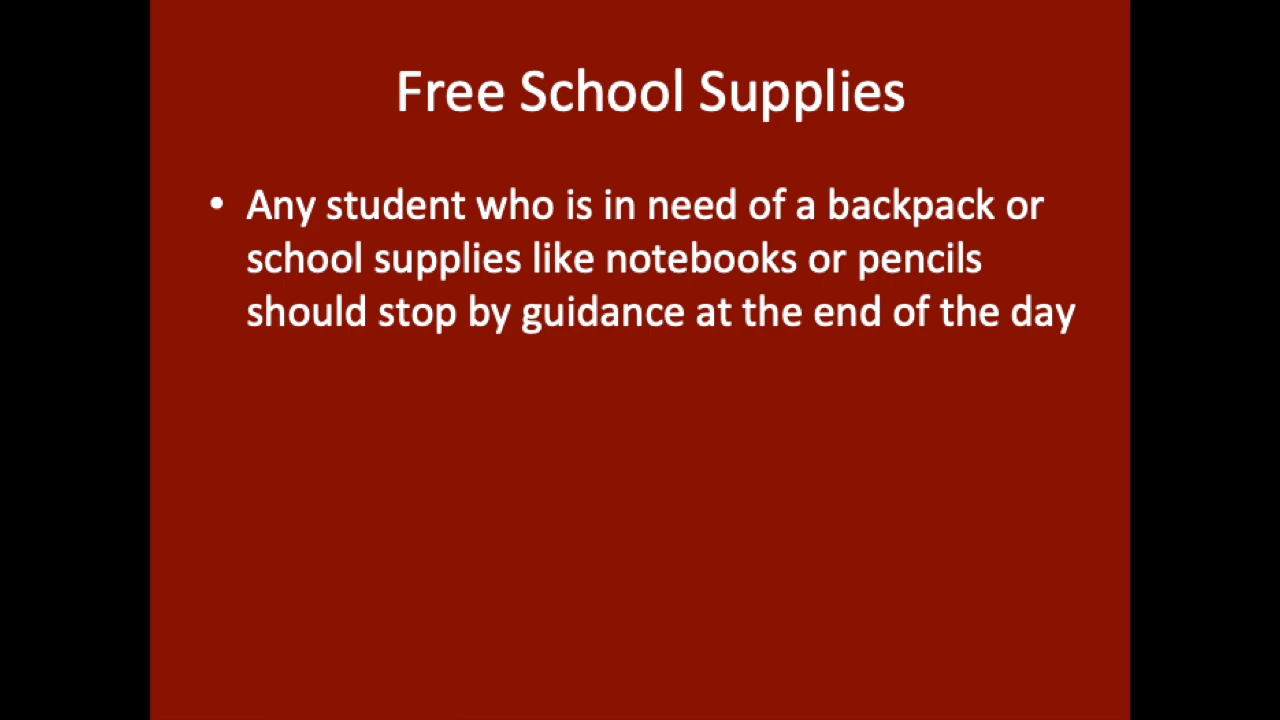 Free School Supplies
• Any student who is in need of a backpack or
school supplies like notebooks or pencils
should stop by guidance at the end of the day